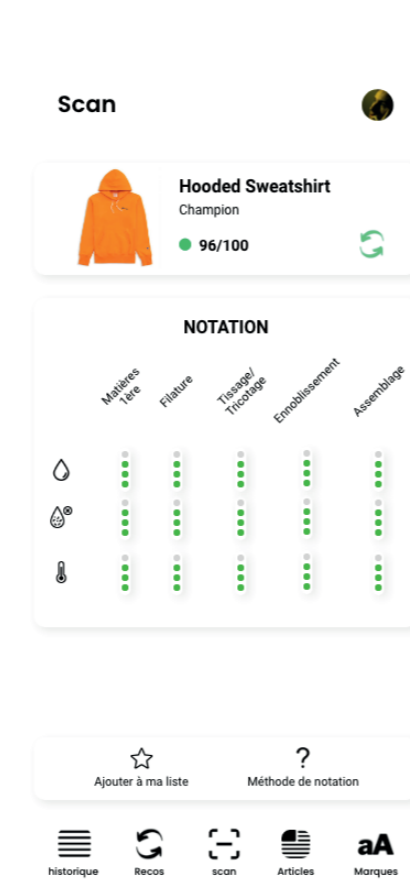 Scan
Hooded Sweatshirt
Champion
96/100
NOTATION
Matières
1ère
Filature
Tissage/
Tricotage
Ennoblissement
Assemblage
?
Ajouter à ma liste
Méthode de notation
aA
historique
Recos
scan
Articles
Marques